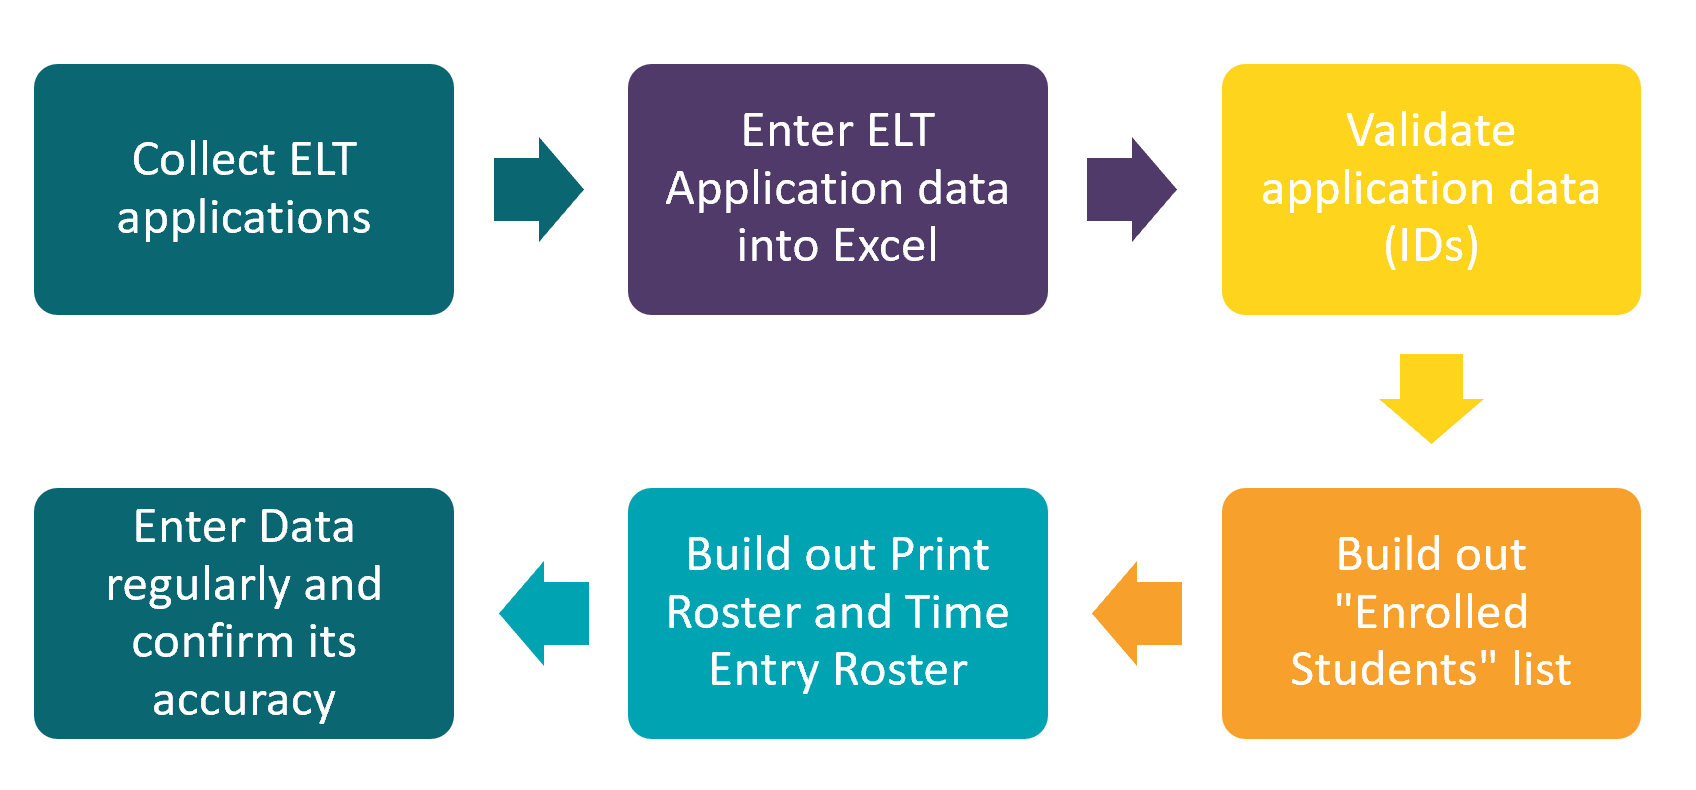 Collect ELT
applications
Enter ELT
Application data
into Excel
Validate
application data
(IDs)
Build out
"Enrolled
Students" list
Build out Print
Roster and Time
Entry Roster
Enter Data
regularly and
confirm its
accuracy